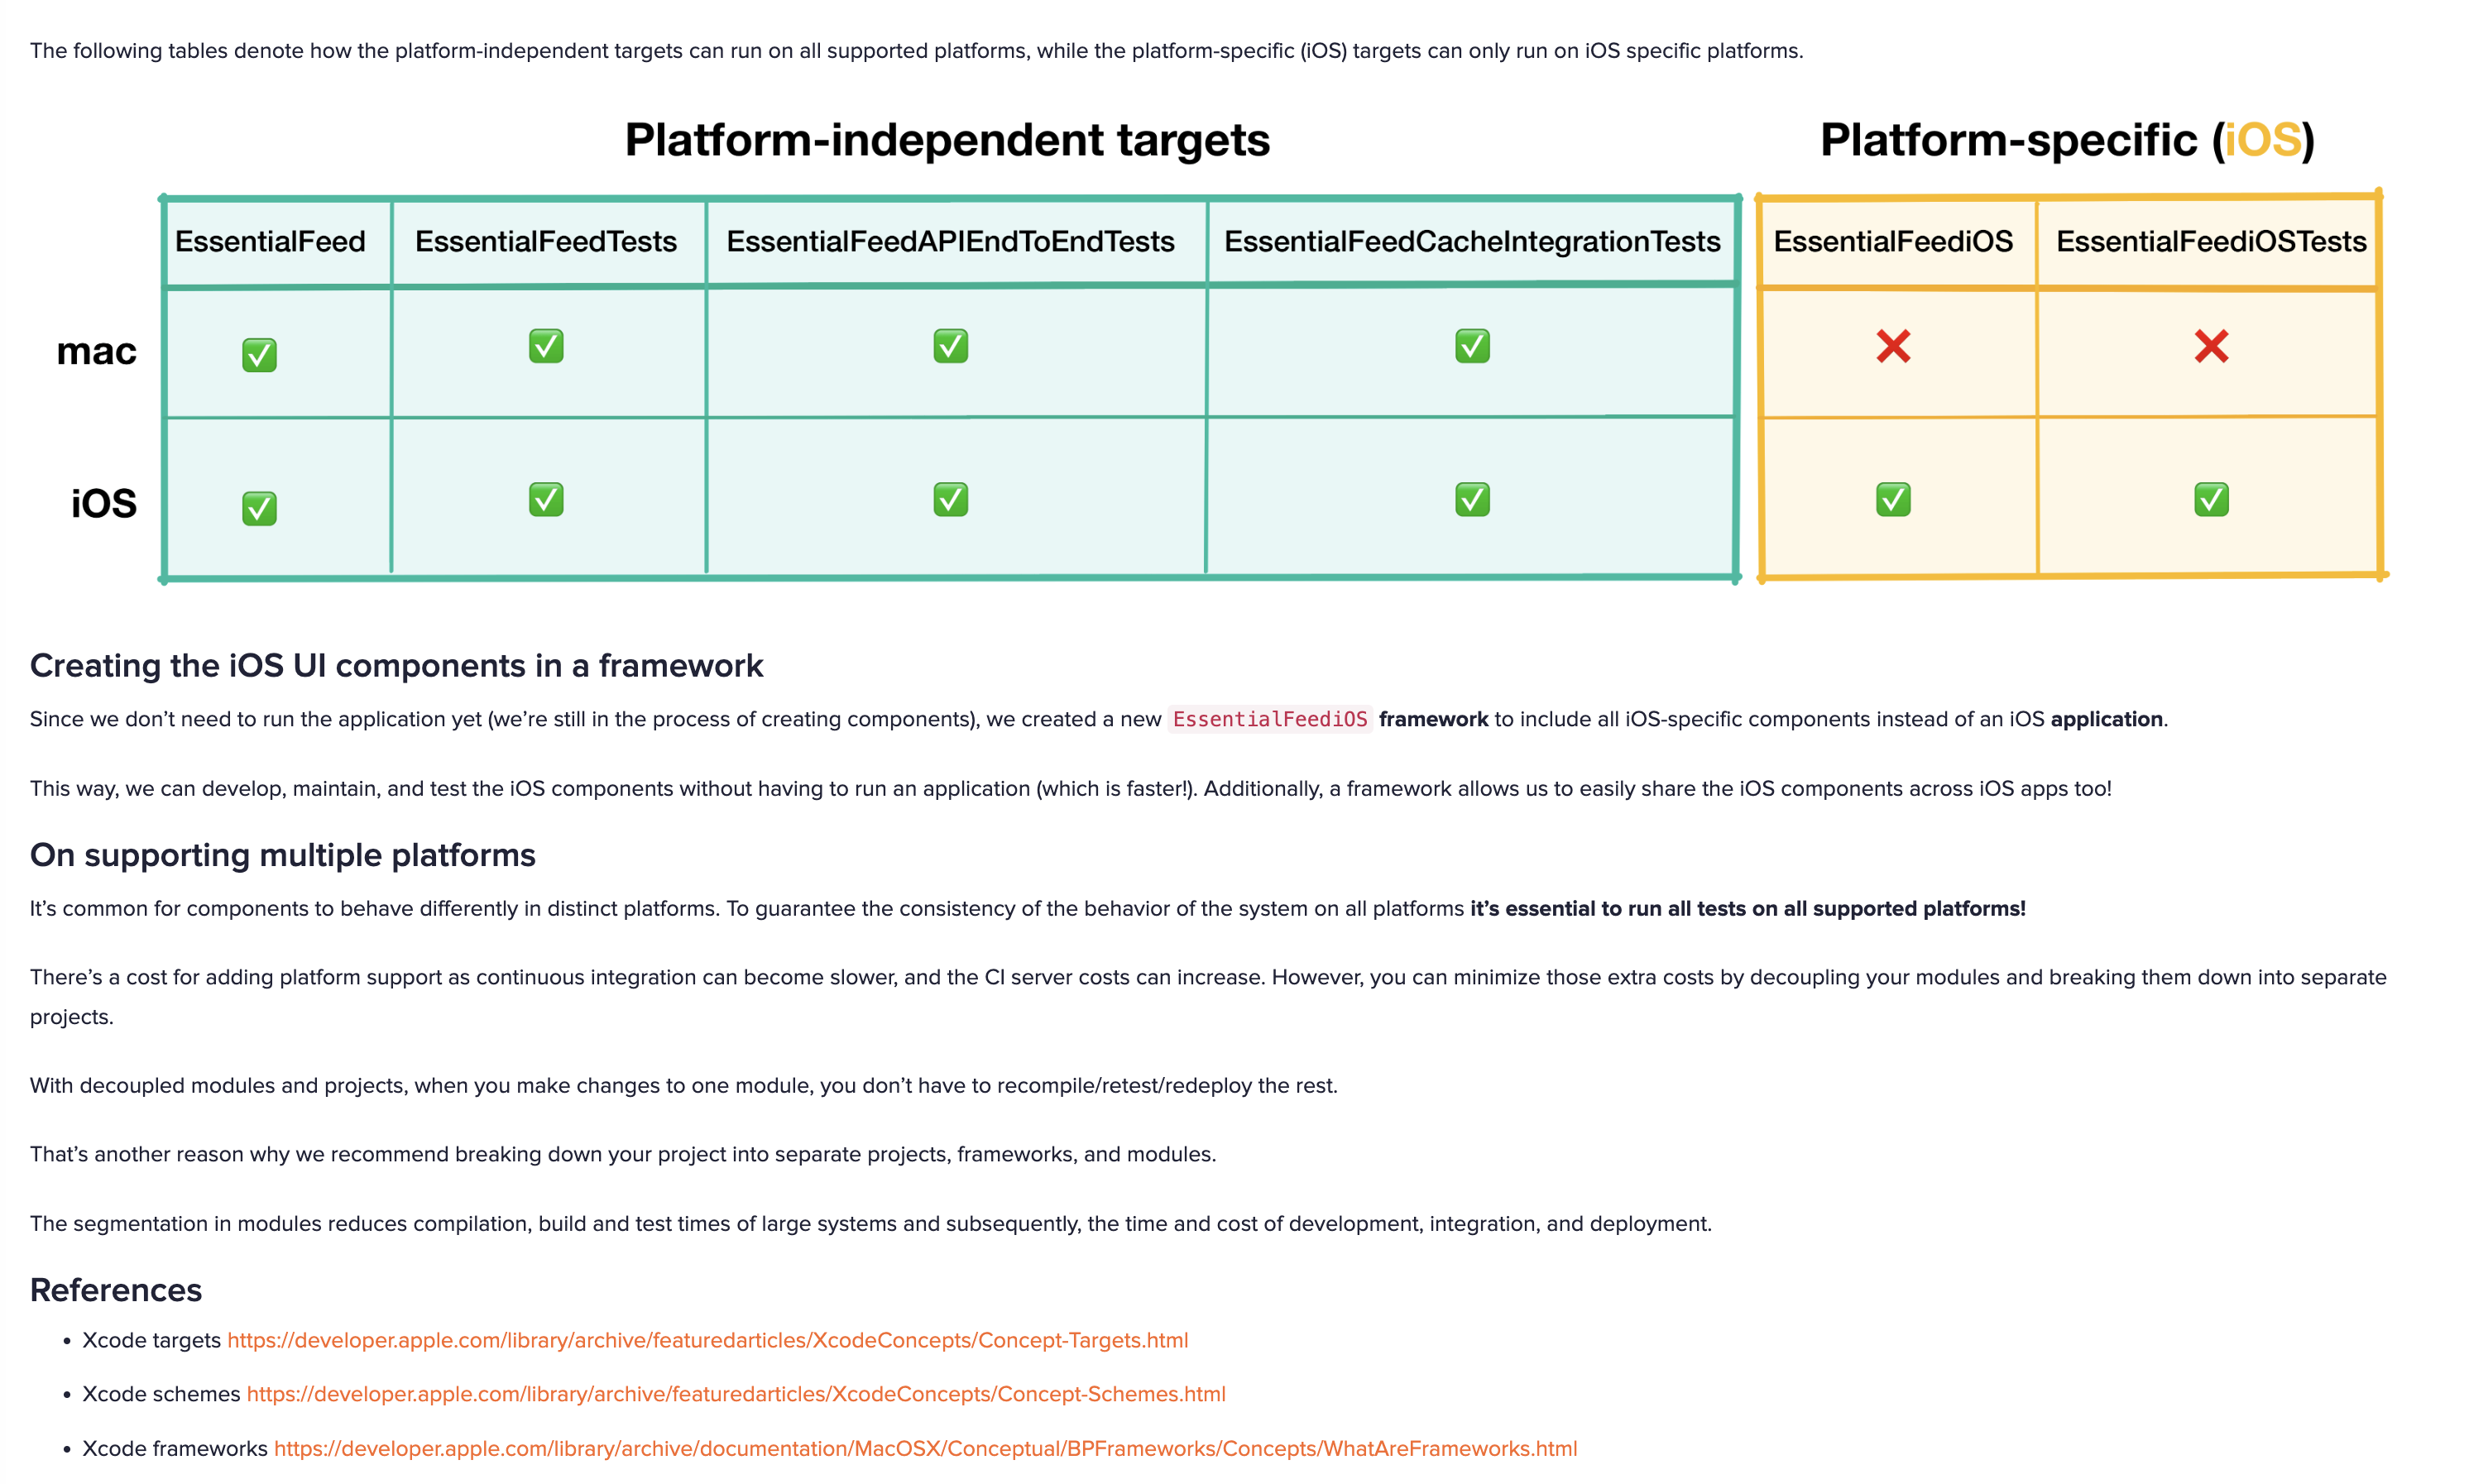 The following tables denote how the platform-independent targets can run on all supported platforms, while the platform-specific (iOS) targets can only run on iOS specific platforms.
Platform-independent targets
Platform-specific (iOS)
EssentialFeed EssentialFeedTests EssentialFeedAPIEndToEndTests EssentialFeedCacheIntegrationTests EssentialFeediOS EssentialFeediOSTests
mac ✅ ✅ ✅ ✅ ❌ ❌
iOS ✅ ✅ ✅ ✅ ✅ ✅
Creating the iOS UI components in a framework
Since we don’t need to run the application yet (we’re still in the process of creating components), we created a new EssentialFeediOS framework to include all iOS-specific components instead of an iOS application.
This way, we can develop, maintain, and test the iOS components without having to run an application (which is faster!). Additionally, a framework allows us to easily share the iOS components across iOS apps too!
On supporting multiple platforms
It’s common for components to behave differently in distinct platforms. To guarantee the consistency of the behavior of the system on all platforms it’s essential to run all tests on all supported platforms!
There’s a cost for adding platform support as continuous integration can become slower, and the CI server costs can increase. However, you can minimize those extra costs by decoupling your modules and breaking them down into separate
projects.
With decoupled modules and projects, when you make changes to one module, you don’t have to recompile/retest/redeploy the rest.
That’s another reason why we recommend breaking down your project into separate projects, frameworks, and modules.
The segmentation in modules reduces compilation, build and test times of large systems and subsequently, the time and cost of development, integration, and deployment.
References
• Xcode targets https://developer.apple.com/library/archive/featuredarticles/XcodeConcepts/Concept-Targets.html
• Xcode schemes https://developer.apple.com/library/archive/featuredarticles/XcodeConcepts/Concept-Schemes.html
• Xcode frameworks https://developer.apple.com/library/archive/documentation/MacOSX/Conceptual/BPFrameworks/Concepts/WhatAreFrameworks.html